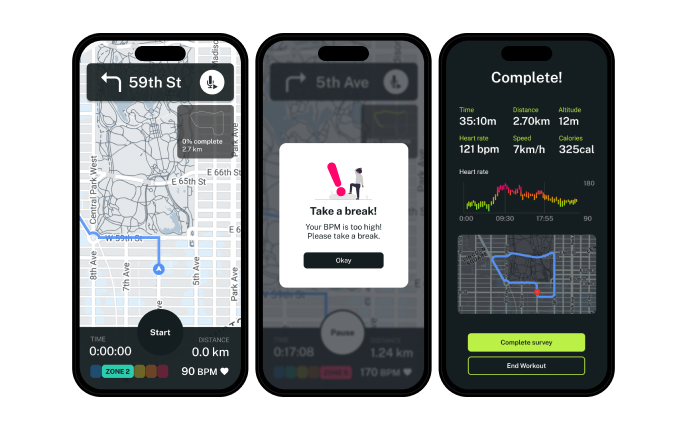 59th St
0% complete
2.7 km
Madison
Park Ave
E 66th St
E 65th St
Central Park West
W 59th St
8th Ave
7th Ave
5th Ave
Park Ave
Start
TIME
DISTANCE
0:00:00
0.0 km
ZONE 2
90 BPM
5th Ave
Take a break!
Your BPM is too high!
Please take a break.
Okay
Pause
TIME
DISTANCE
0:17:08
1.24 km
170 BPM
Complete!
Time
Distance
Altitude
35:10m
2.70km
12m
Heart rate
Speed
Calories
121 bpm
7km/h
325cal
Heart rate
180
0:00
09:30
17:55
90
Complete survey
End Workout